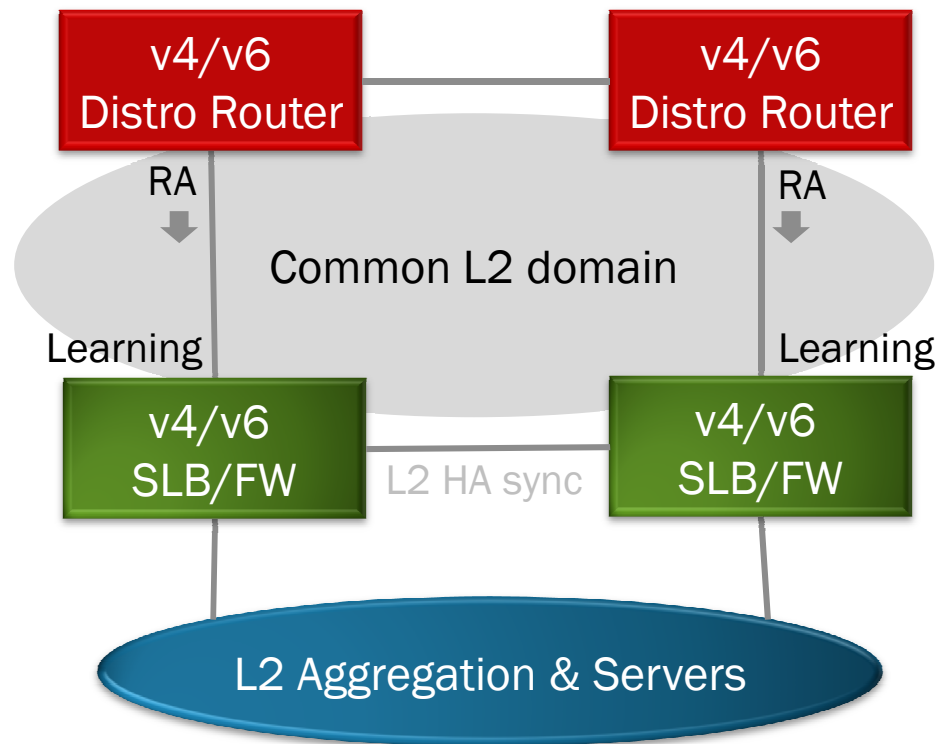 v4/v6
Distro Router
v4/v6
Distro Router
RA
RA
Common L2 domain
Learning
Learning
v4/v6
SLB/FW
L2 HA sync
v4/v6
SLB/FW
L2 Aggregation & Servers